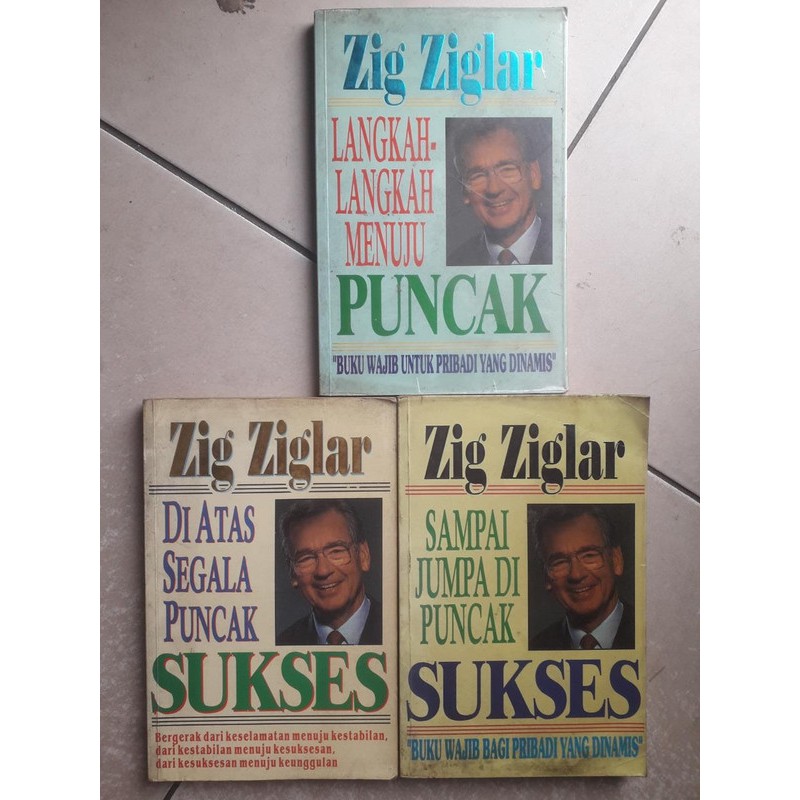 Zig Ziglar
LANGKAH-
LANGKAH
MENUJU
PUNCAK
"BUKU WAJIB UNTUK PRIBADI YANG DINAMIS"
Zig Ziglar
DI ATAS
SEGALA
PUNCAK
SUKSES
Bergerak dari keselamatan menuju kestabilan,
dari kestabilan menuju kesuksesan,
dari kesuksesan menuju keunggulan
Zig Ziglar
SAMPAI
JUMPA DI
PUNCAK
SUKSES
"BUKU WAJIB BAGI PRIBADI YANG DINAMIS"